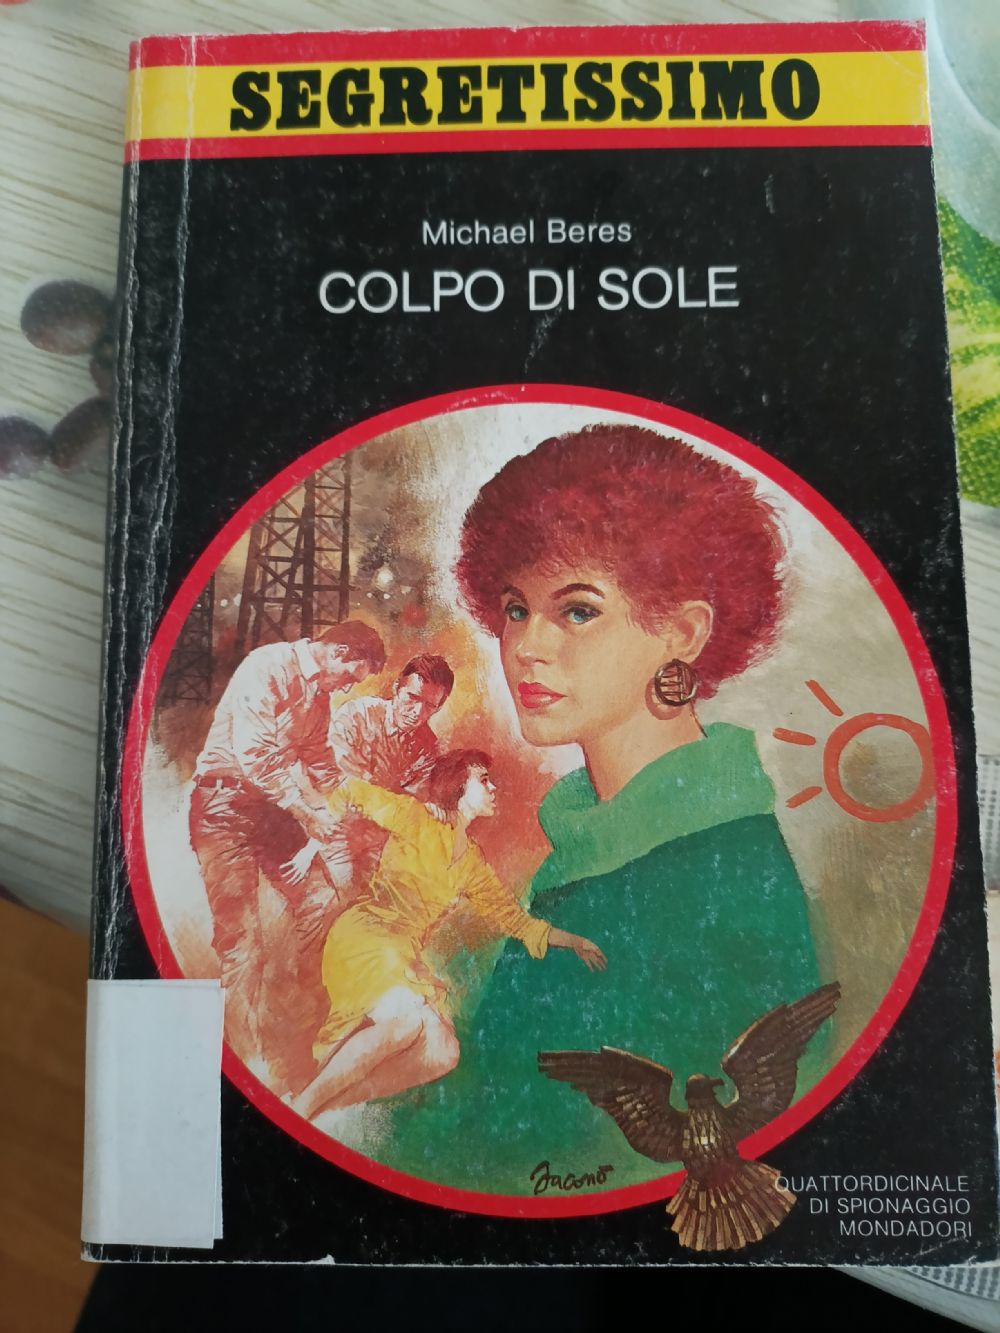 SEGRETISSIMO
Michael Beres
COLPO DI SOLE
Jacono
QUATTORDICINALE
DI SPIONAGGIO
MONDADORI